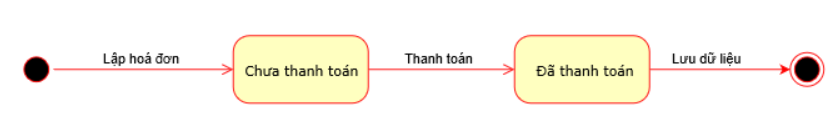 Lập hoá đơn
Chưa thanh toán
Thanh toán
Đã thanh toán
Lưu dữ liệu